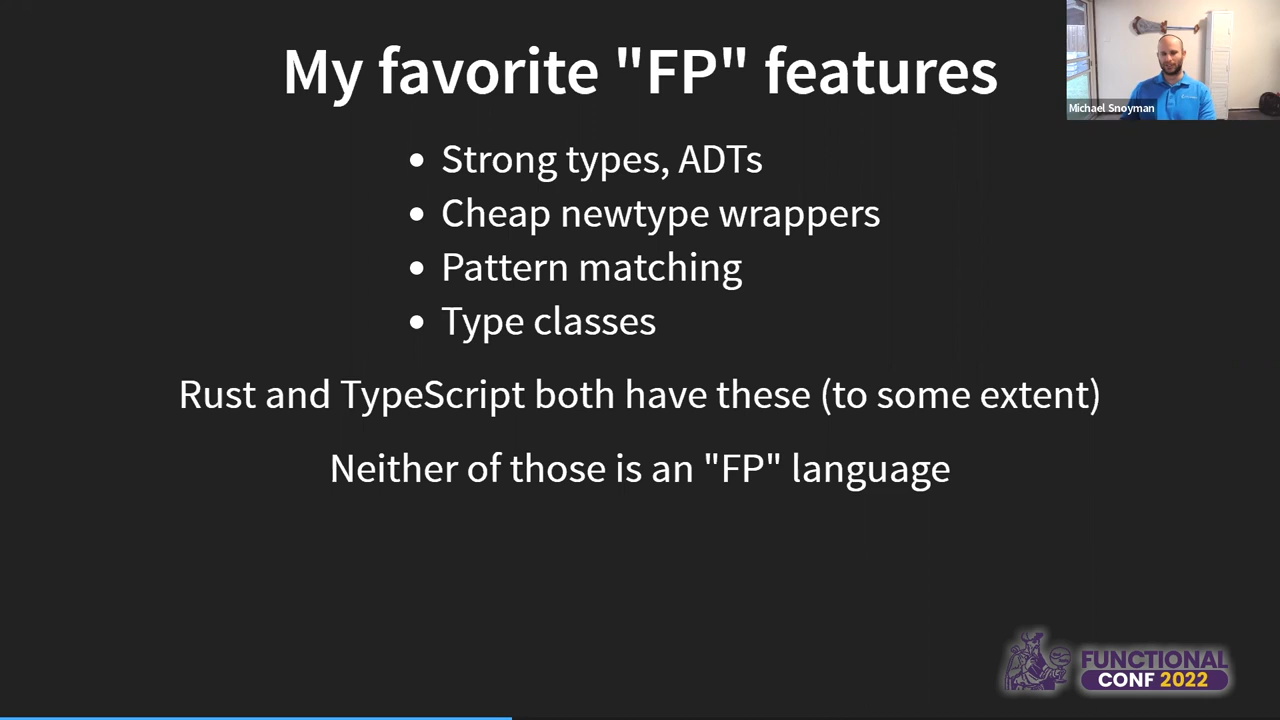 My favorite "FP" features
Michael Snoyman
• Strong types, ADTs
• Cheap newtype wrappers
• Pattern matching
• Type classes
Rust and TypeScript both have these (to some extent)
Neither of those is an "FP" language
FUNCTIONAL
CONF 2022